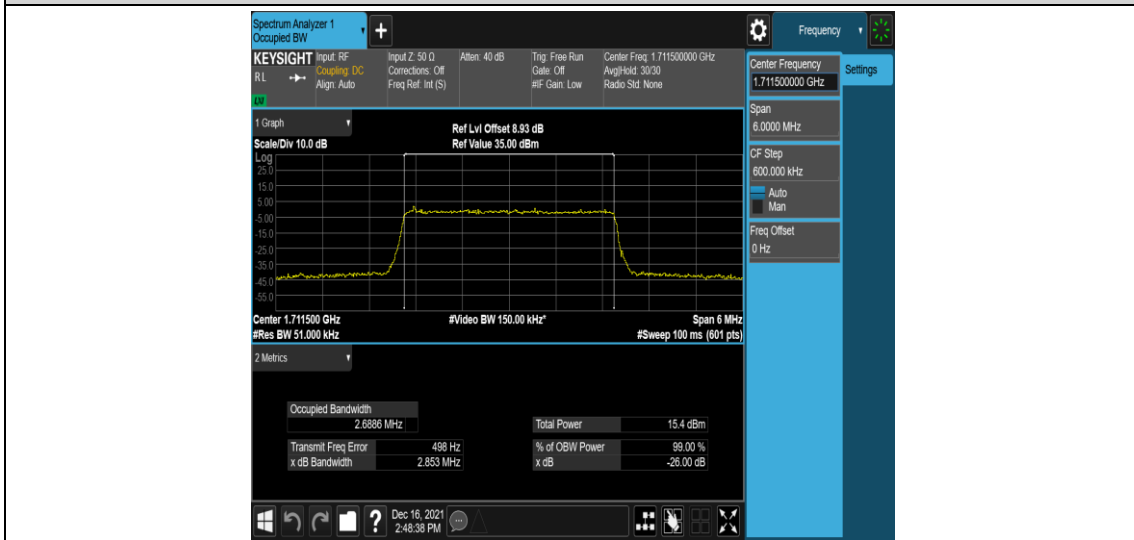 Spectrum Analyzer 1
Occupied BW
+
Frequency
KEYSIGHT Input: RF Input Z: 50 Ω Atten: 40 dB Trig: Free Run Center Freq: 1.711500000 GHz
RL Coupling: DC Corrections: Off Gate: Off Avg|Hold: 30/30
Align: Auto Freq Ref: Int (S) #IF Gain: Low Radio Std: None
Center Frequency
1.711500000 GHz
Settings
Span
6.0000 MHz
CF Step
600.000 kHz
Auto
Man
Freq Offset
0 Hz
1 Graph
Ref Lvl Offset 8.93 dB
Scale/Div 10.0 dB Ref Value 35.00 dBm
Log
25.0
15.0
5.00
-5.00
-15.0
-25.0
-35.0
-45.0
-55.0
Center 1.711500 GHz #Video BW 150.00 kHz* Span 6 MHz
#Res BW 51.000 kHz #Sweep 100 ms (601 pts)
2 Metrics
Occupied Bandwidth
2.6886 MHz
Total Power 15.4 dBm
Transmit Freq Error 498 Hz % of OBW Power 99.00 %
x dB Bandwidth 2.853 MHz x dB -26.00 dB
?
Dec 16, 2021
2:48:38 PM